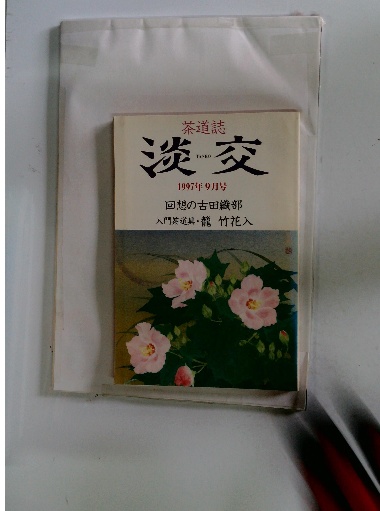 茶道誌
淡交
TANKO
1997年9月号
回想の古田織部
入門茶道具・籠 竹花入